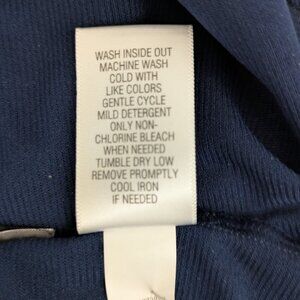 WASH INSIDE OUT
MACHINE WASH
COLD WITH
LIKE COLORS
GENTLE CYCLE
MILD DETERGENT
ONLY NON-
CHLORINE BLEACH
WHEN NEEDED
TUMBLE DRY LOW
REMOVE PROMPTLY
COOL IRON
IF NEEDED